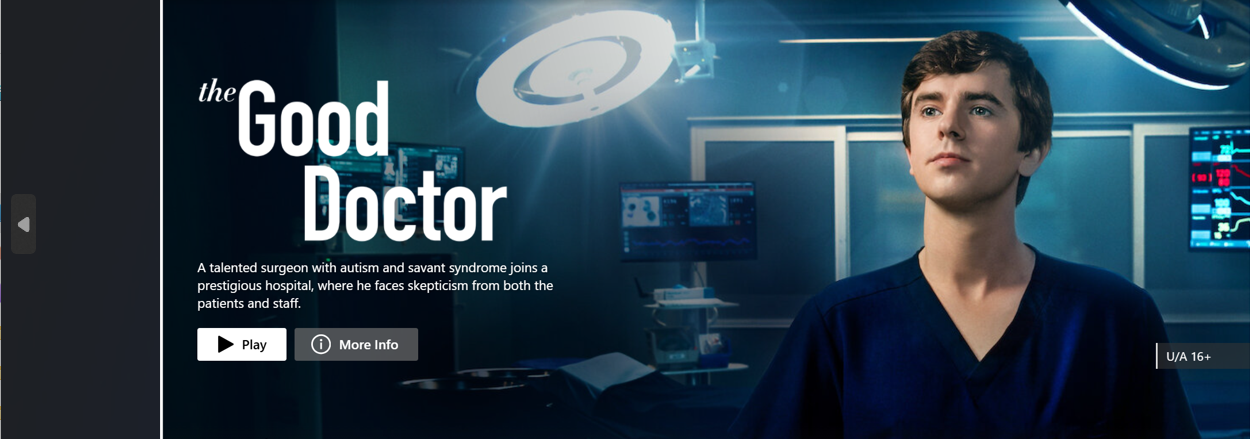 the Good
Doctor
A talented surgeon with autism and savant syndrome joins a
prestigious hospital, where he faces skepticism from both the
patients and staff.
Play
More Info
U/A 16+